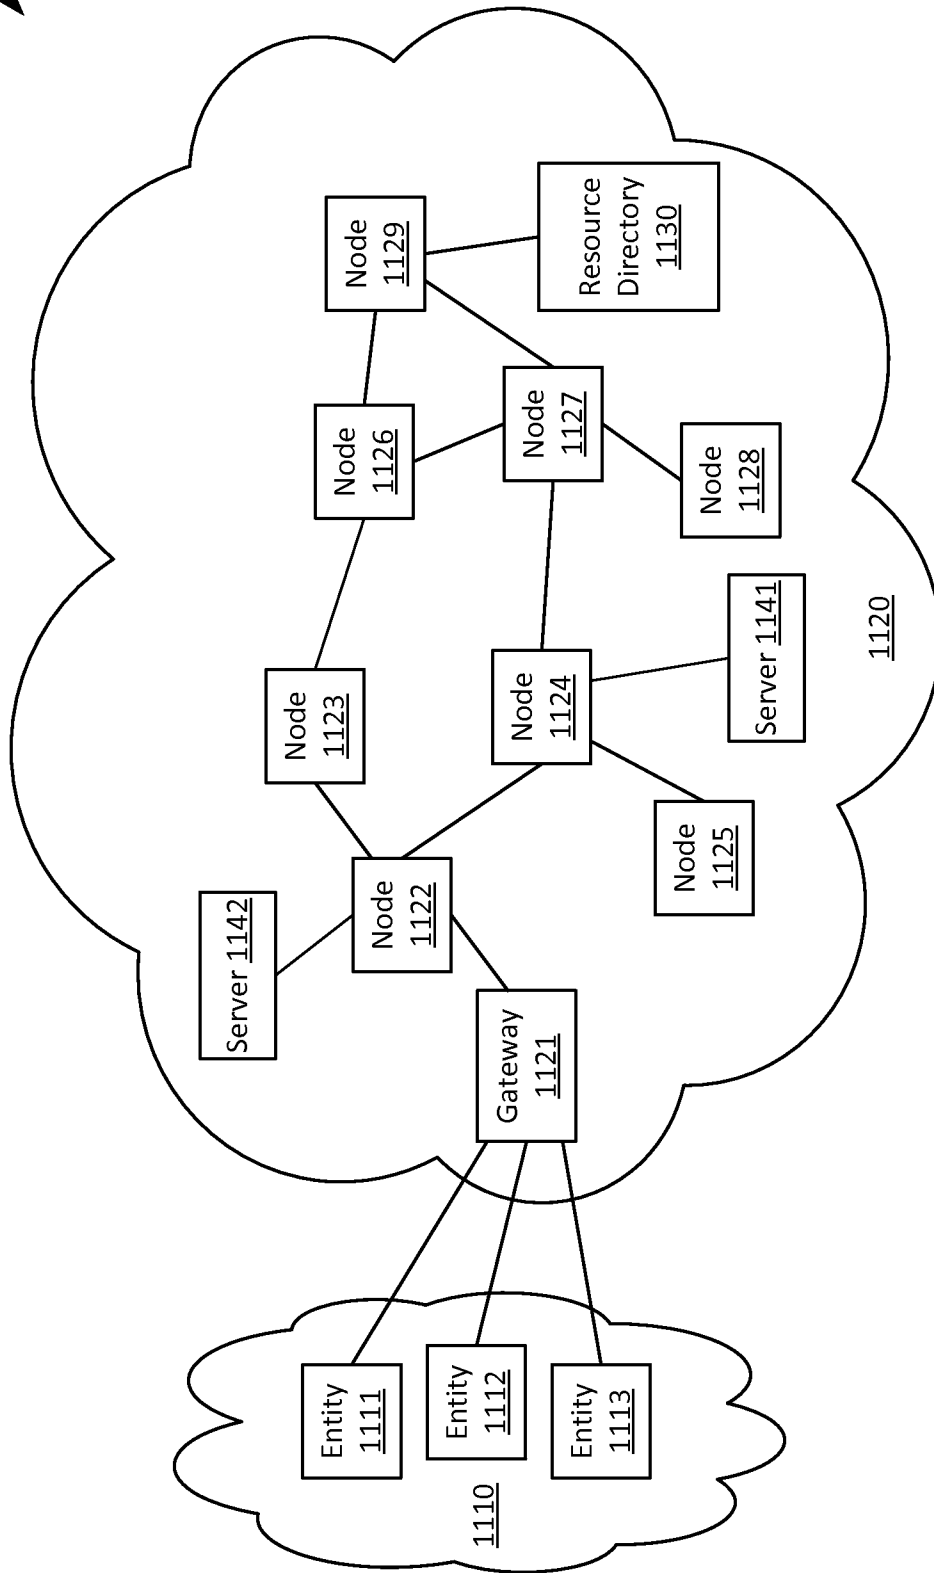 Entity
1111
Entity
1112
Entity
1113
1110
Gateway
1121
Server 1142
Node
1122
Node
1123
Node
1124
Node
1125
Server 1141
Node
1126
Node
1127
Node
1128
Node
1129
Resource
Directory
1130
1120